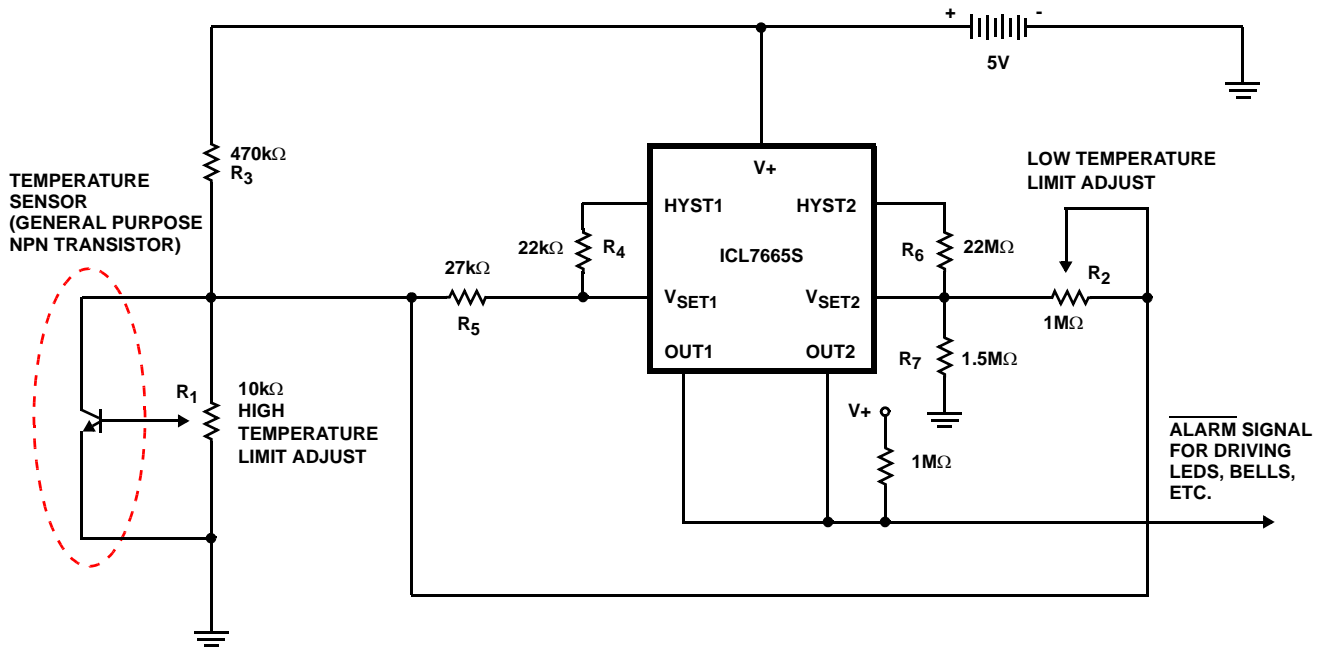 + -
5V
470kΩ
R3
TEMPERATURE
SENSOR
(GENERAL PURPOSE
NPN TRANSISTOR)
R1
10kΩ
HIGH
TEMPERATURE
LIMIT ADJUST
27kΩ
R5
22kΩ
R4
V+
HYST1
HYST2
ICL7665S
VSET1
VSET2
OUT1
OUT2
R6
22MΩ
LOW TEMPERATURE
LIMIT ADJUST
R2
1MΩ
R7
1.5MΩ
V+
1MΩ
ALARM SIGNAL
FOR DRIVING
LEDS, BELLS,
ETC.